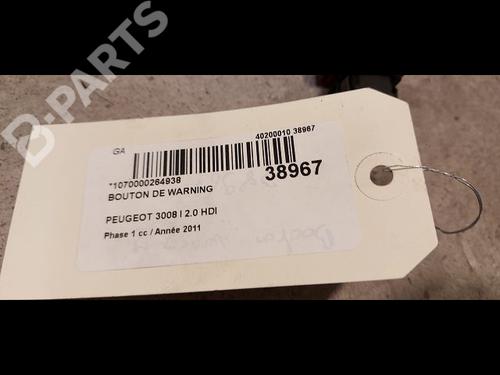 B-PARTS
GA
40200010 38967
*1070000264938
38967
BOUTON DE WARNING
PEUGEOT 3008 I 2.0 HDI
Phase 1 cc / Année 2011